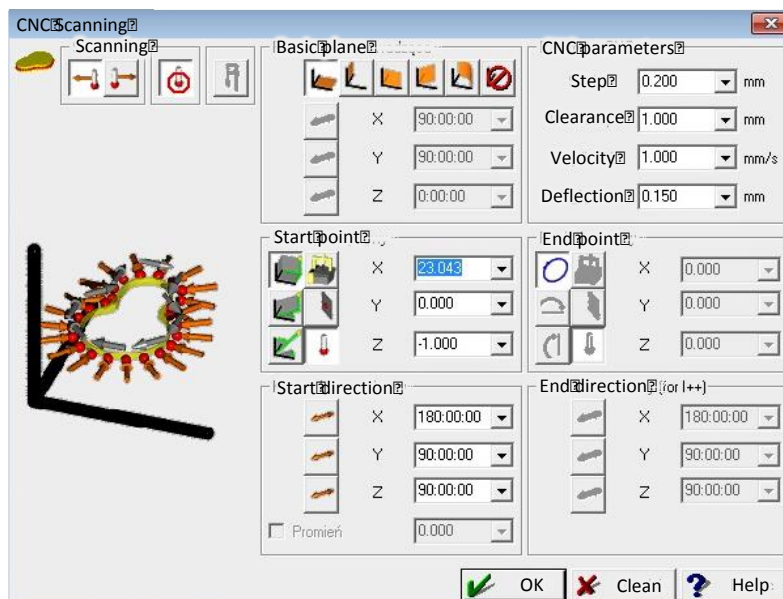 CNC Scanning
Scanning
Basic plane
X 90:00:00
Y 90:00:00
Z 0:00:00
CNC parameters
Step 0.200 mm
Clearance 1.000 mm
Velocity 1.000 mm/s
Deflection 0.150 mm
Start point
X 23.043
Y 0.000
Z -1.000
End point
X 0.000
Y 0.000
Z 0.000
Start direction
X 180:00:00
Y 90:00:00
Z 90:00:00
Promień 0.000
End direction (for I++)
X 180:00:00
Y 90:00:00
Z 90:00:00
OK Clean Help